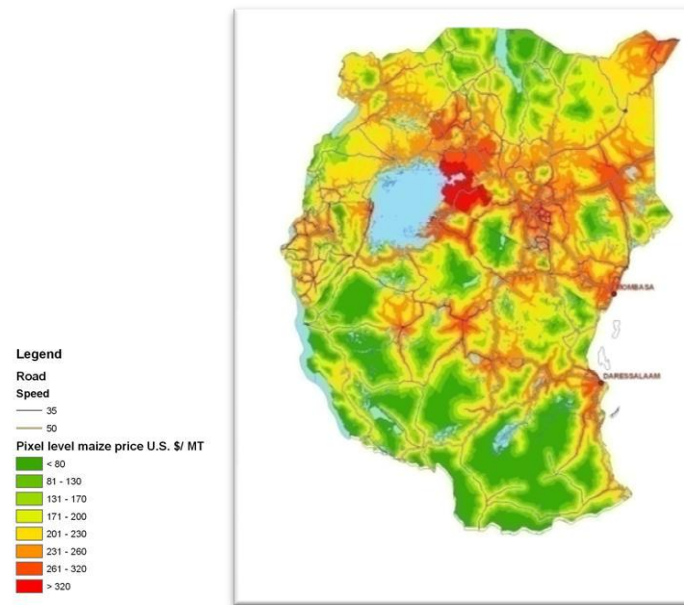 MOMBASA
DARESSALAAM
Legend
Road
Speed
35
50
Pixel level maize price U.S. $/ MT
< 80
81 - 130
131 - 170
171 - 200
201 - 230
231 - 260
261 - 320
> 320